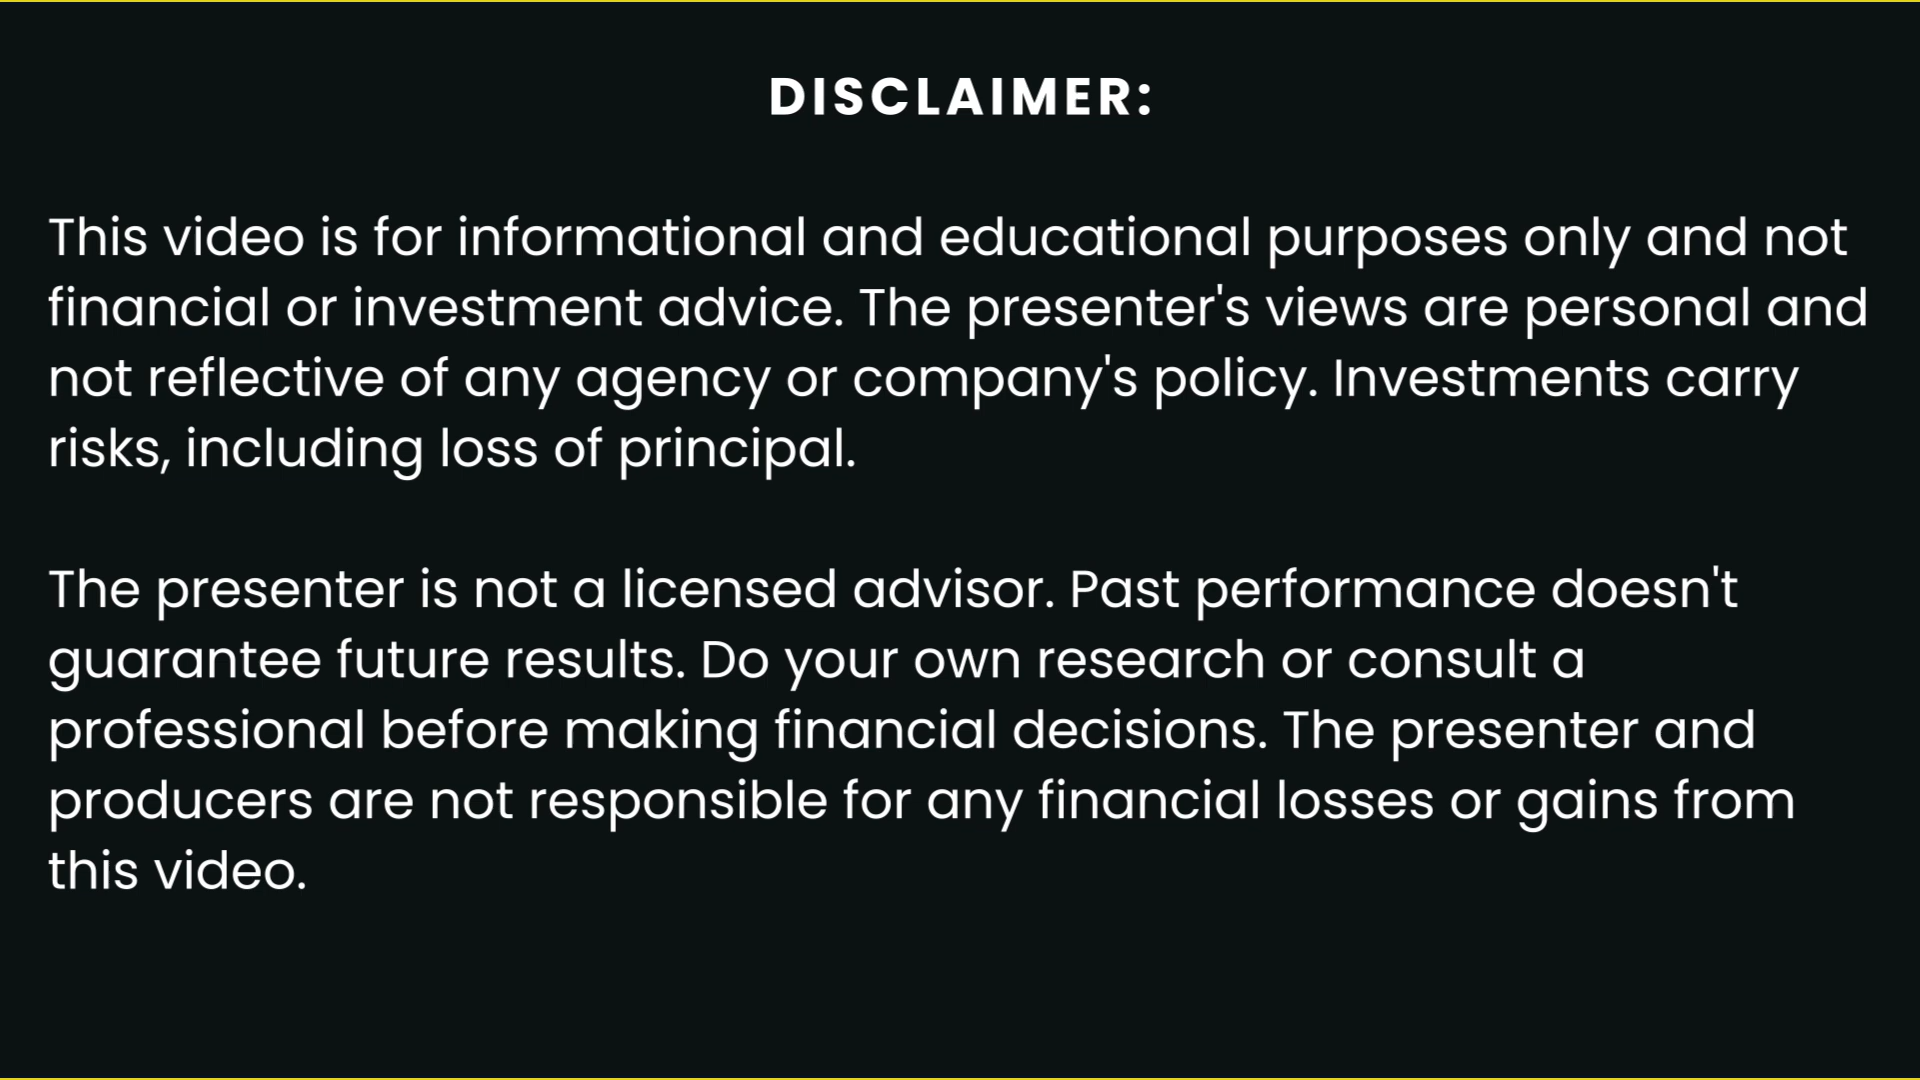 DISCLAIMER:
This video is for informational and educational purposes only and not
financial or investment advice. The presenter's views are personal and
not reflective of any agency or company's policy. Investments carry
risks, including loss of principal.
The presenter is not a licensed advisor. Past performance doesn't
guarantee future results. Do your own research or consult a
professional before making financial decisions. The presenter and
producers are not responsible for any financial losses or gains from
this video.